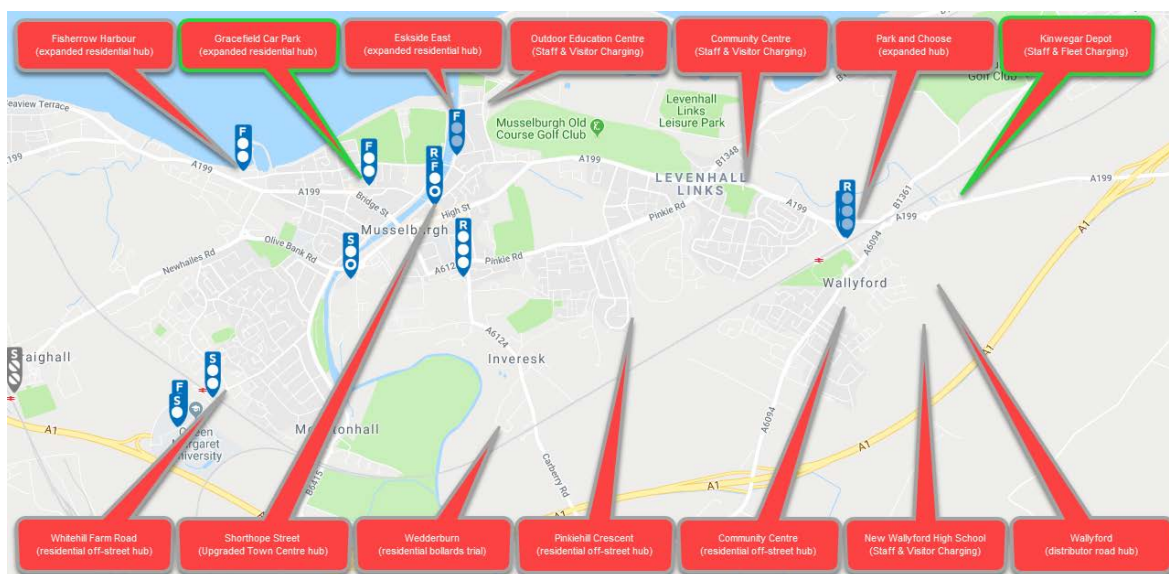 Fisherrow Harbour
(expanded residential hub)
Gracefield Car Park
(expanded residential hub)
Eskside East
(expanded residential hub)
Outdoor Education Centre
(Staff & Visitor Charging)
Community Centre
(Staff & Visitor Charging)
Park and Choose
(expanded hub)
Kinwegar Depot
(Staff & Fleet Charging)
Golf Club
Seaview Terrace
Levenhall
Links
Leisure Park
Musselburgh Old
Course Golf Club
F
F
F
R
F
A199
A199
A199
B1348
LEVENHALL
LINKS
Bridge St
High St
Pinkie Rd
R
B1361
A199
A199
A199
A1
Musselburgh
R
S
Olive Bank Rd
Newhailes Rd
A612
Pinkie Rd
A6094
Wallyford
A6124
Inveresk
S
S
F
S
A1
Margaret
University
A6094
A1
Carberry Rd
B6415
A1
Whitehill Farm Road
(residential off-street hub)
Shorthope Street
(Upgraded Town Centre hub)
Wedderburn
(residential bollards trial)
Pinkiehill Crescent
(residential off-street hub)
Community Centre
(residential off-street hub)
New Wallyford High School
(Staff & Visitor Charging)
Wallyford
(distributor road hub)